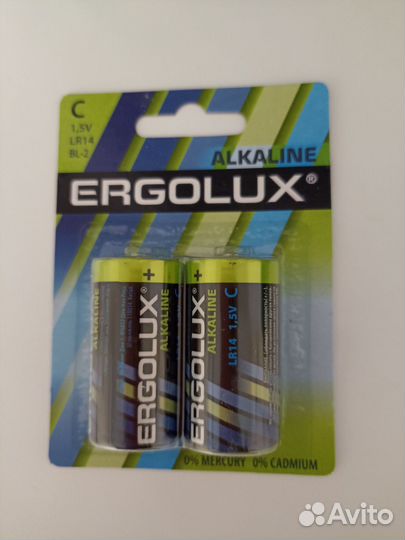 C
1,5V
LR14
BL-2
ALKALINE
ERGOLUX®
ERGOLUX®
ALKALINE
+
ERGOLUX®
ALKALINE
LR14 1,5V C
+
0% MERCURY 0% CADMIUM
Avito